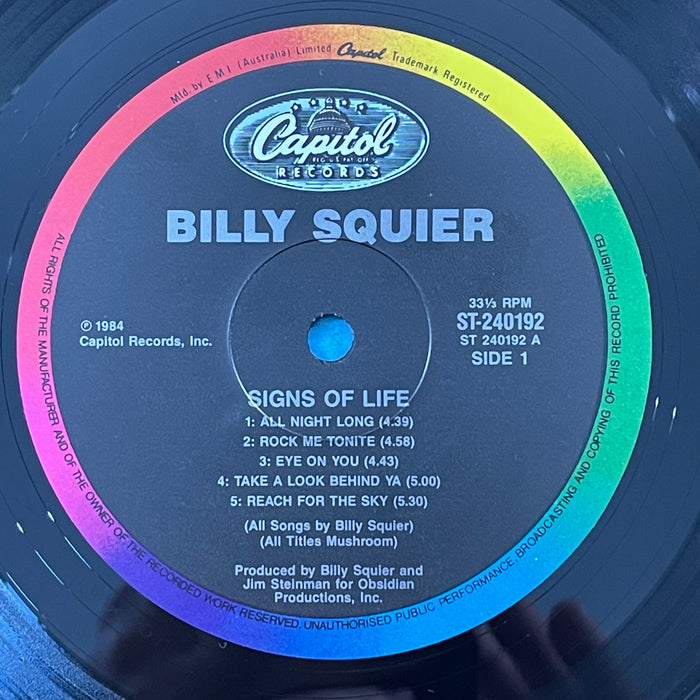 Mfd. by E M I (Australia) Limited Capitol Trademark Registered
Capitol
REG. U.S. PAT. OFF.
RECORDS
BILLY SQUIER
℗ 1984
Capitol Records, Inc.
33⅓ RPM
ST-240192
ST 240192 A
SIDE 1
SIGNS OF LIFE
1: ALL NIGHT LONG (4.39)
2: ROCK ME TONITE (4.58)
3: EYE ON YOU (4.43)
4: TAKE A LOOK BEHIND YA (5.00)
5: REACH FOR THE SKY (5.30)
(All Songs by Billy Squier)
(All Titles Mushroom)
Produced by Billy Squier and
Jim Steinman for Obsidian
Productions, Inc.
ALL RIGHTS OF THE MANUFACTURER AND OF THE OWNER OF THE RECORDED WORK RESERVED. UNAUTHORISED PUBLIC PERFORMANCE, BROADCASTING AND COPYING OF THIS RECORD PROHIBITED